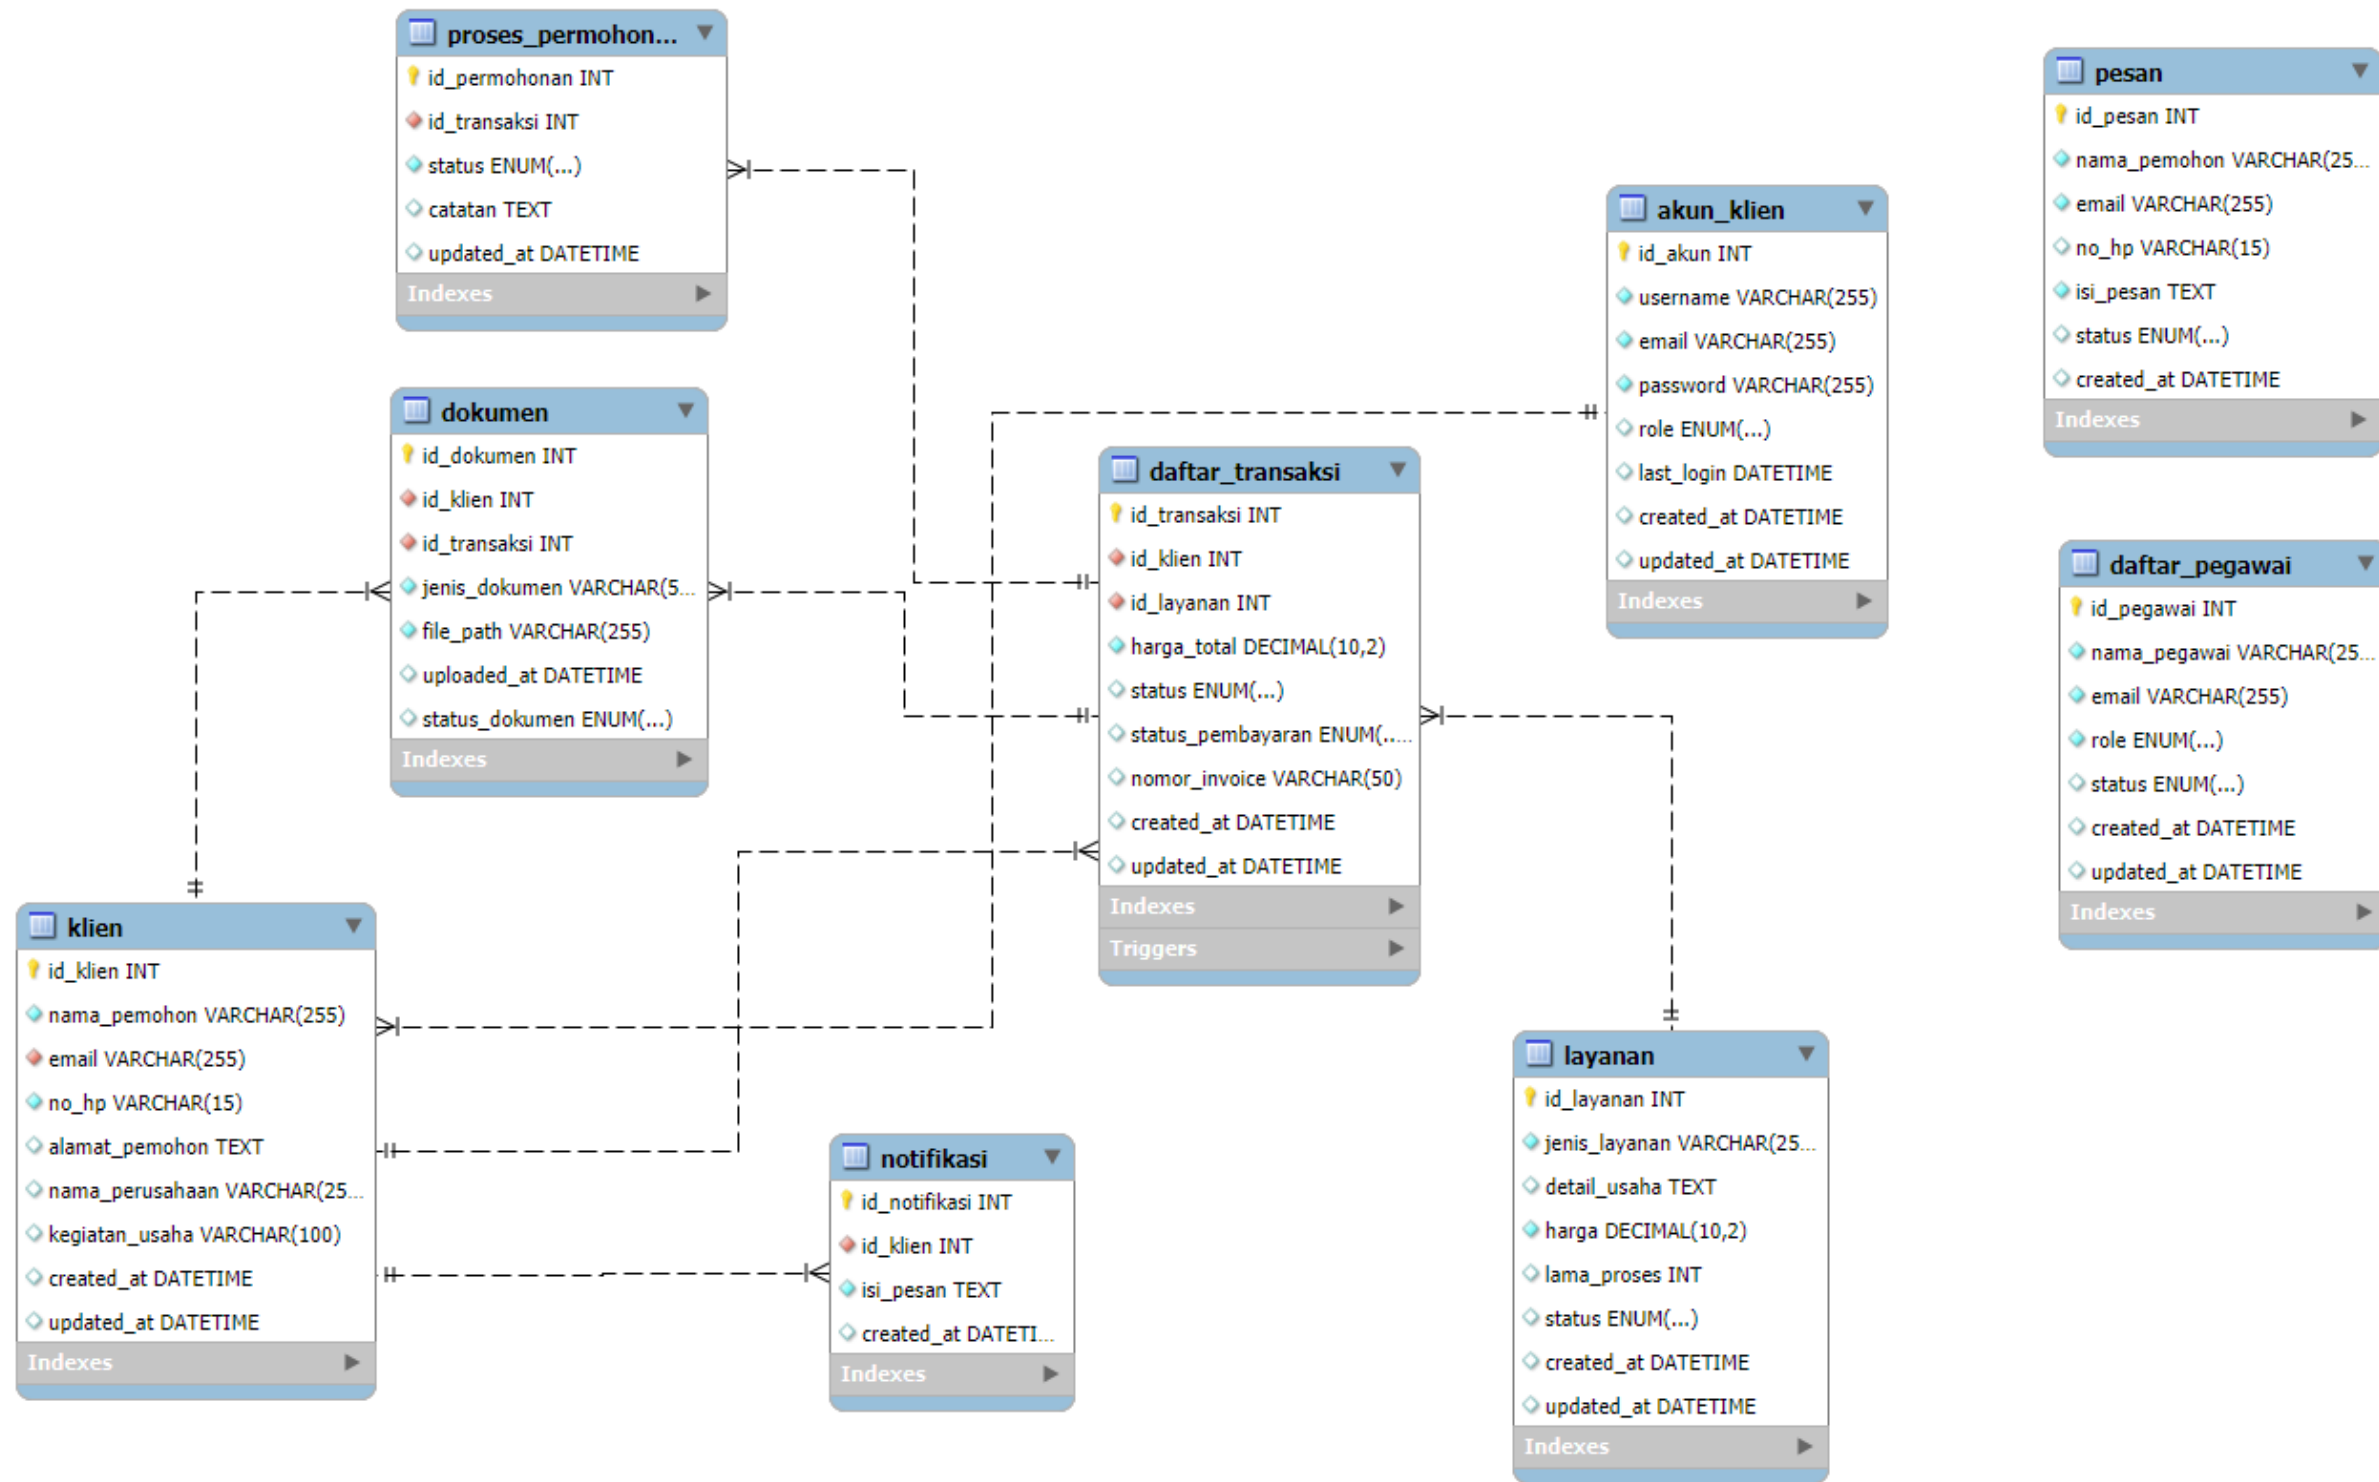 proses_permohon...
id_permohonan INT
id_transaksi INT
status ENUM(...)
catatan TEXT
updated_at DATETIME
Indexes
dokumen
id_dokumen INT
id_klien INT
id_transaksi INT
jenis_dokumen VARCHAR(5...
file_path VARCHAR(255)
uploaded_at DATETIME
status_dokumen ENUM(...)
Indexes
klien
id_klien INT
nama_pemohon VARCHAR(255)
email VARCHAR(255)
no_hp VARCHAR(15)
alamat_pemohon TEXT
nama_perusahaan VARCHAR(25...
kegiatan_usaha VARCHAR(100)
created_at DATETIME
updated_at DATETIME
Indexes
notifikasi
id_notifikasi INT
id_klien INT
isi_pesan TEXT
created_at DATETI...
Indexes
daftar_transaksi
id_transaksi INT
id_klien INT
id_layanan INT
harga_total DECIMAL(10,2)
status ENUM(...)
status_pembayaran ENUM(.....
nomor_invoice VARCHAR(50)
created_at DATETIME
updated_at DATETIME
Indexes
Triggers
akun_klien
id_akun INT
username VARCHAR(255)
email VARCHAR(255)
password VARCHAR(255)
role ENUM(...)
last_login DATETIME
created_at DATETIME
updated_at DATETIME
Indexes
layanan
id_layanan INT
jenis_layanan VARCHAR(25...
detail_usaha TEXT
harga DECIMAL(10,2)
lama_proses INT
status ENUM(...)
created_at DATETIME
updated_at DATETIME
Indexes
pesan
id_pesan INT
nama_pemohon VARCHAR(25...
email VARCHAR(255)
no_hp VARCHAR(15)
isi_pesan TEXT
status ENUM(...)
created_at DATETIME
Indexes
daftar_pegawai
id_pegawai INT
nama_pegawai VARCHAR(25...
email VARCHAR(255)
role ENUM(...)
status ENUM(...)
created_at DATETIME
updated_at DATETIME
Indexes